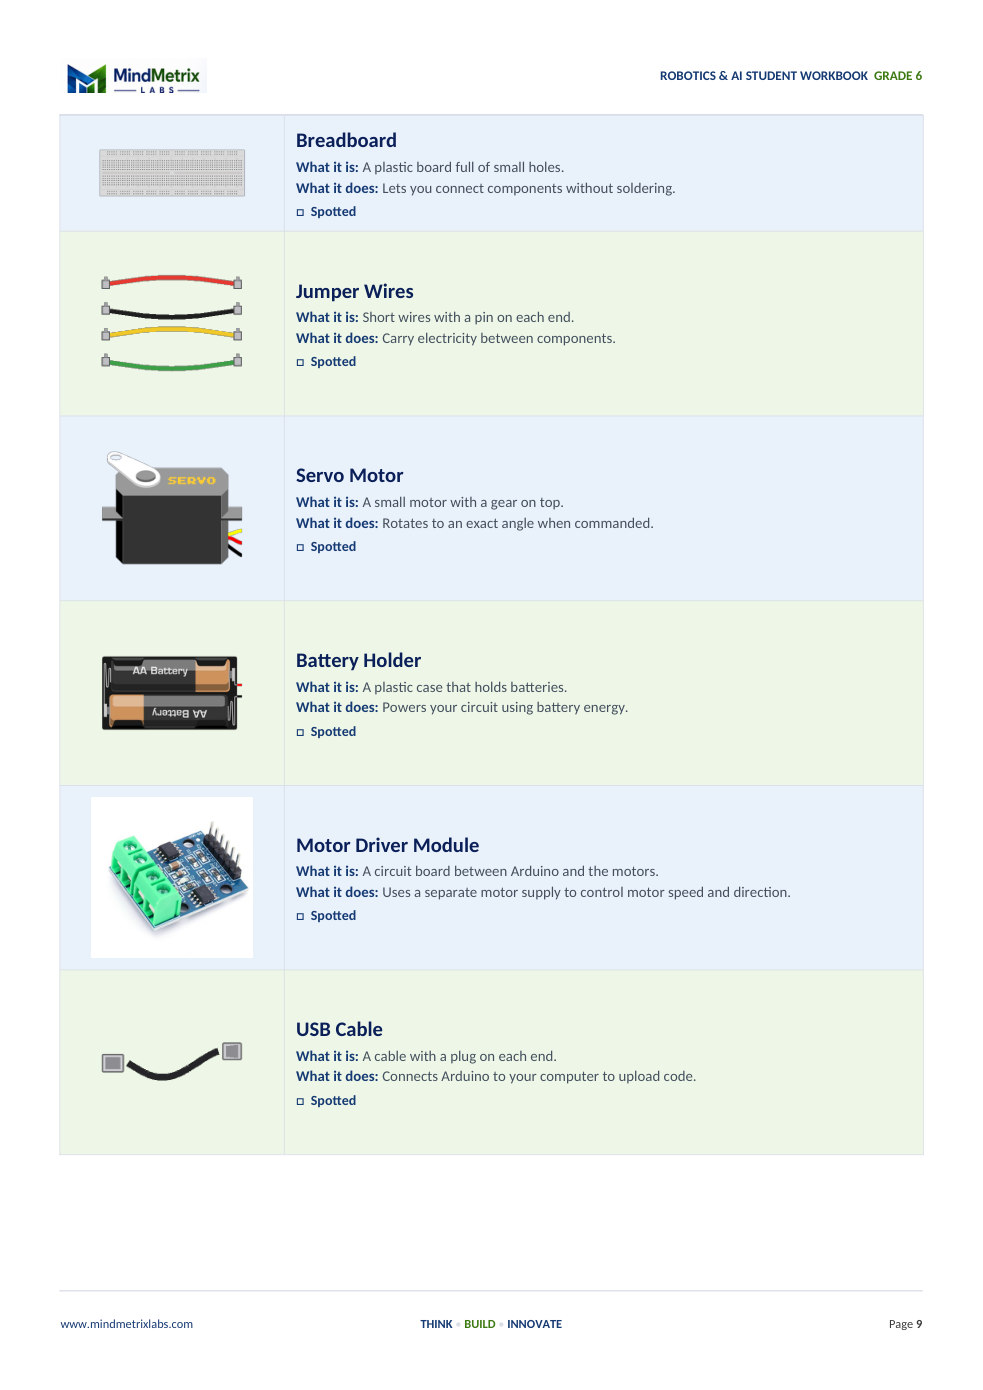 MindMetrix
LABS
ROBOTICS & AI STUDENT WORKBOOK GRADE 6
Breadboard
What it is: A plastic board full of small holes.
What it does: Lets you connect components without soldering.
□ Spotted
Jumper Wires
What it is: Short wires with a pin on each end.
What it does: Carry electricity between components.
□ Spotted
SERVO
Servo Motor
What it is: A small motor with a gear on top.
What it does: Rotates to an exact angle when commanded.
□ Spotted
AA Battery
AA Battery
Battery Holder
What it is: A plastic case that holds batteries.
What it does: Powers your circuit using battery energy.
□ Spotted
Motor Driver Module
What it is: A circuit board between Arduino and the motors.
What it does: Uses a separate motor supply to control motor speed and direction.
□ Spotted
USB Cable
What it is: A cable with a plug on each end.
What it does: Connects Arduino to your computer to upload code.
□ Spotted
www.mindmetrixlabs.com
THINK • BUILD • INNOVATE
Page 9